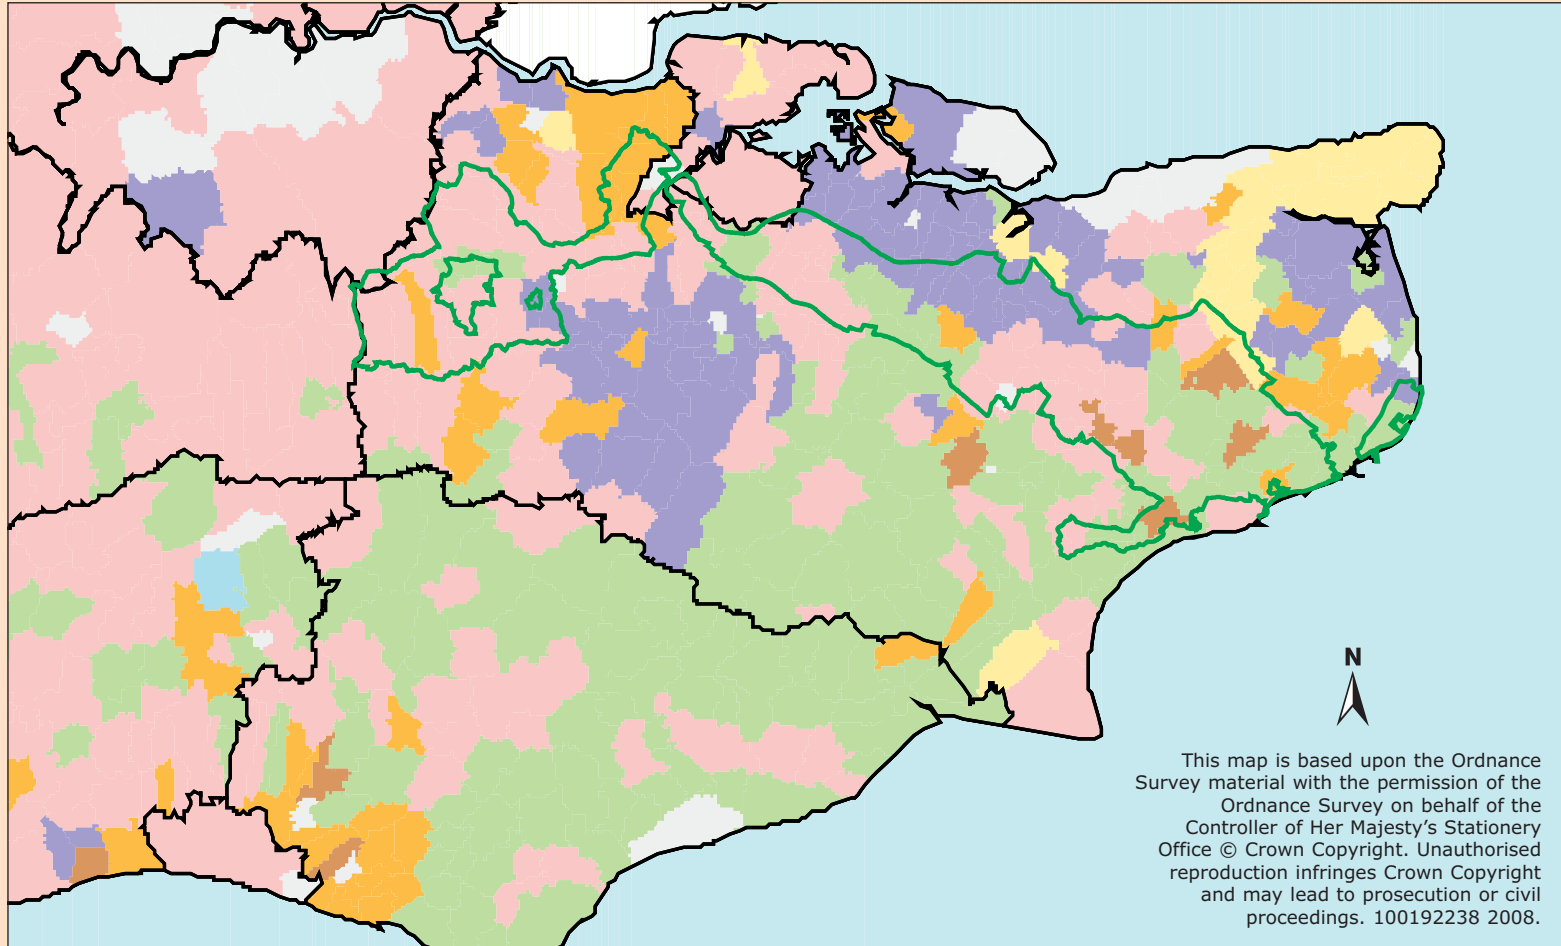 N
This map is based upon the Ordnance
Survey material with the permission of the
Ordnance Survey on behalf of the
Controller of Her Majesty’s Stationery
Office © Crown Copyright. Unauthorised
reproduction infringes Crown Copyright
and may lead to prosecution or civil
proceedings. 100192238 2008.